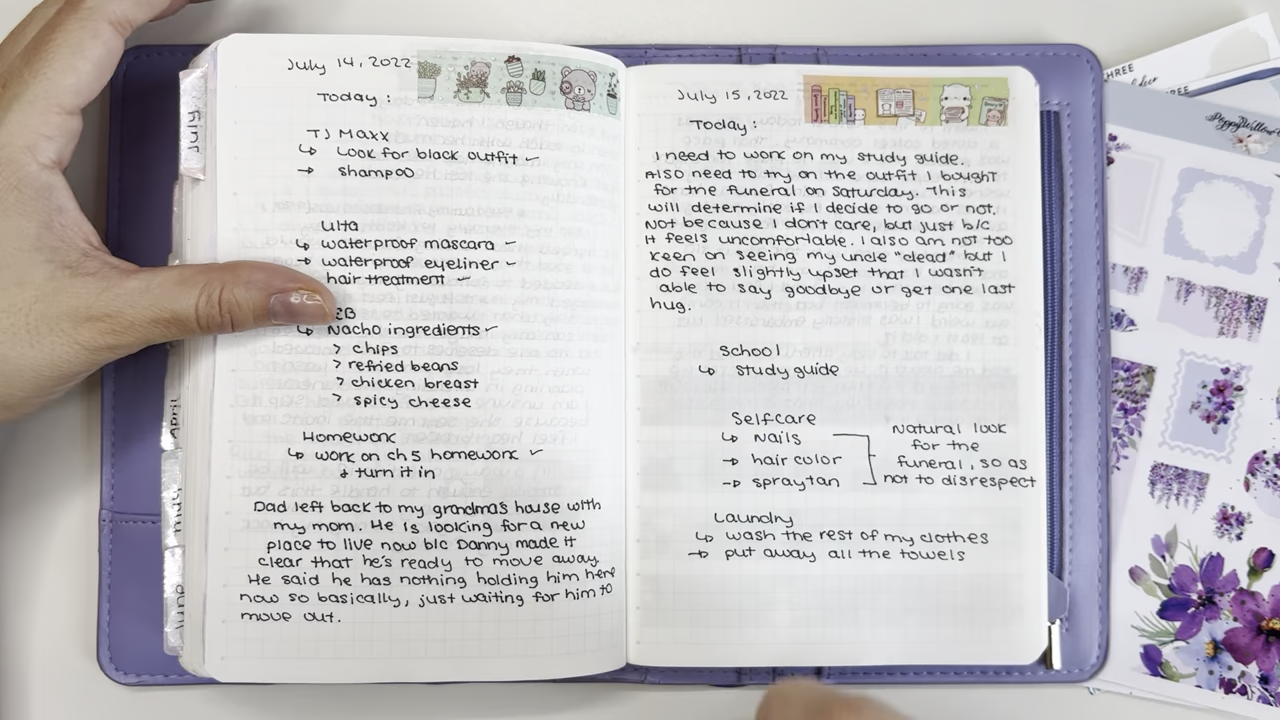 July 14, 2022
Today:
TJ Maxx
↳ Look for black outfit ✓
→ shampoo
Ulta
↳ waterproof mascara ✓
→ waterproof eyeliner ✓
hair treatment ✓
EB
↳ Nacho ingredients ✓
> chips
> refried beans
> chicken breast
> spicy cheese
Homework
↳ work on ch 5 homework ✓
& turn it in
Dad left back to my grandma's house with
my mom. He is looking for a new
place to live now b/c Danny made it
clear that he's ready to move away.
He said he has nothing holding him here
now so basically, just waiting for him to
move out.
July 15, 2022
Today:
I need to work on my study guide.
Also need to try on the outfit I bought
for the funeral on Saturday. This
will determine if I decide to go or not.
Not because I don't care, but just b/c
it feels uncomfortable. I also am not too
keen on seeing my uncle "dead" but I
do feel slightly upset that I wasn't
able to say goodbye or get one last
hug.
School
↳ study guide
Selfcare
↳ Nails
→ hair color
→ spraytan
Natural look
for the
funeral, so as
not to disrespect
Laundry
↳ wash the rest of my clothes
→ put away all the towels
July
April
may
June
THREE